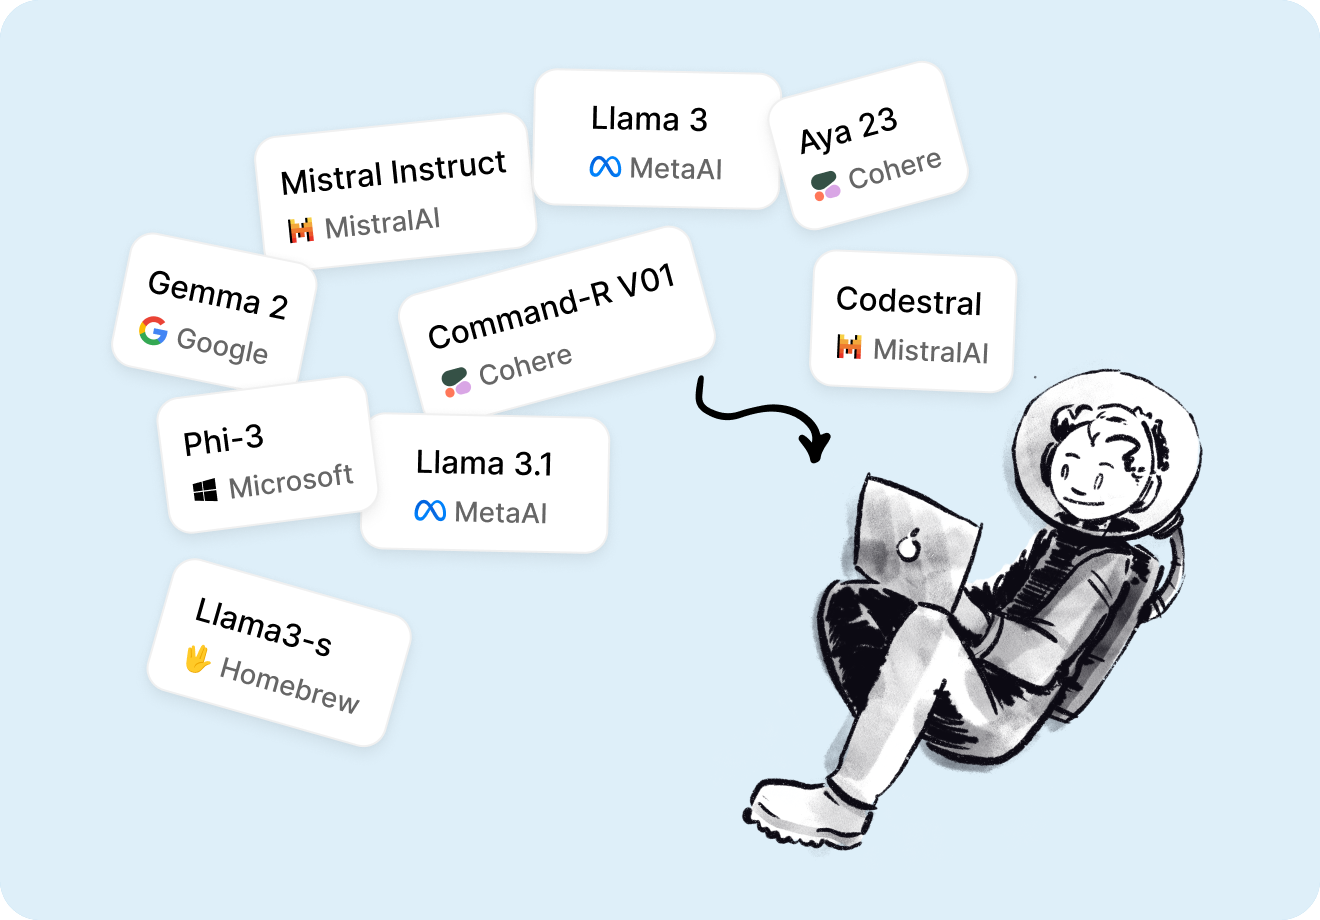 Llama 3
MetaAI
Aya 23
Cohere
Mistral Instruct
MistralAI
Gemma 2
Google
Command-R V01
Cohere
Codestral
MistralAI
Phi-3
Microsoft
Llama 3.1
MetaAI
Llama3-s
Homebrew